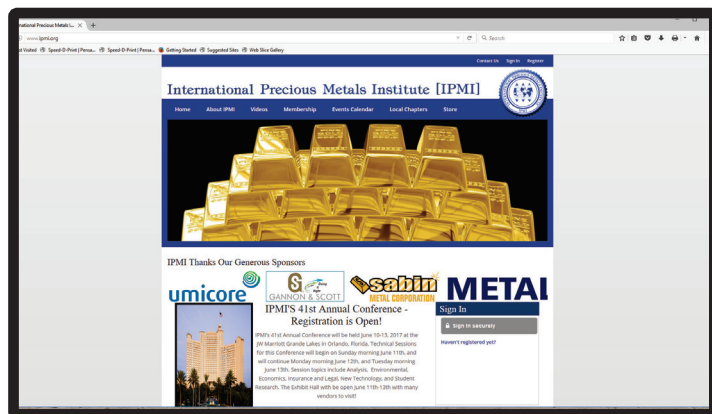 International Precious Metals I...
www.ipmi.org
Search
st Visited Speed-D-Print | Pensa... Speed-D-Print | Pensa... Getting Started Suggested Sites Web Slice Gallery
Contact Us Sign In Register
International Precious Metals Institute [IPMI]
Home About IPMI Videos Membership Events Calendar Local Chapters Store
IPMI Thanks Our Generous Sponsors
umicore
GANNON & SCOTT
sabin
METAL CORPORATION
METAL
IPMI'S 41st Annual Conference -
Registration is Open!
IPMI's 41st Annual Conference will be held June 10-13, 2017 at the
JW Marriott Grande Lakes in Orlando, Florida. Technical Sessions
for this Conference will begin on Sunday morning June 11th, and
will continue Monday morning June 12th, and Tuesday morning
June 13th. Session topics include Analysis, Environmental,
Economics, Insurance and Legal, New Technology, and Student
Research. The Exhibit Hall with be open June 11th-13th with many
vendors to visit!
Sign In
Sign in securely
Haven't registered yet?